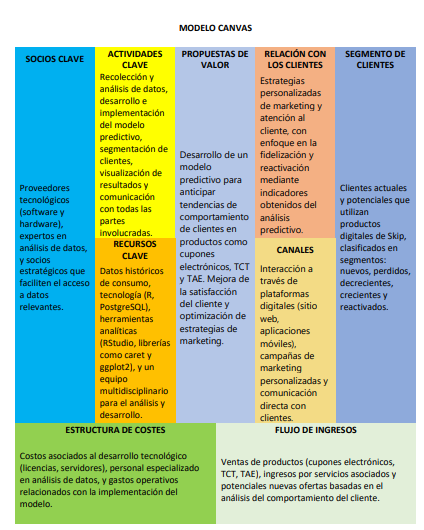 MODELO CANVAS
SOCIOS CLAVE
Proveedores
tecnológicos
(software y
hardware),
expertos en
análisis de datos,
y socios
estratégicos que
faciliten el acceso
a datos
relevantes.
ACTIVIDADES
CLAVE
Recolección y
análisis de datos,
desarrollo e
implementación
del modelo
predictivo,
segmentación de
clientes,
visualización de
resultados y
comunicación
con todas las
partes
involucradas.
RECURSOS
CLAVE
Datos históricos
de consumo,
tecnología (R,
PostgreSQL),
herramientas
analíticas
(RStudio, librerías
como caret y
ggplot2), y un
equipo
multidisciplinario
para el análisis y
desarrollo.
PROPUESTAS DE
VALOR
Desarrollo de un
modelo
predictivo para
anticipar
tendencias de
comportamiento
de clientes en
productos como
cupones
electrónicos, TCT
y TAE. Mejora de
la satisfacción
del cliente y
optimización de
estrategias de
marketing.
RELACIÓN CON
LOS CLIENTES
Estrategias
personalizadas
de marketing y
atención al
cliente, con
enfoque en la
fidelización y
reactivación
mediante
indicadores
obtenidos del
análisis
predictivo.
CANALES
Interacción a
través de
plataformas
digitales (sitio
web,
aplicaciones
móviles),
campañas de
marketing
personalizadas y
comunicación
directa con
clientes.
SEGMENTO DE
CLIENTES
Clientes actuales
y potenciales que
utilizan
productos
digitales de Skip,
clasificados en
segmentos:
nuevos, perdidos,
decrecientes,
crecientes y
reactivados.
ESTRUCTURA DE COSTES
Costos asociados al desarrollo tecnológico
(licencias, servidores), personal especializado
en análisis de datos, y gastos operativos
relacionados con la implementación del
modelo.
FLUJO DE INGRESOS
Ventas de productos (cupones electrónicos,
TCT, TAE), ingresos por servicios asociados y
potenciales nuevas ofertas basadas en el
análisis del comportamiento del cliente.